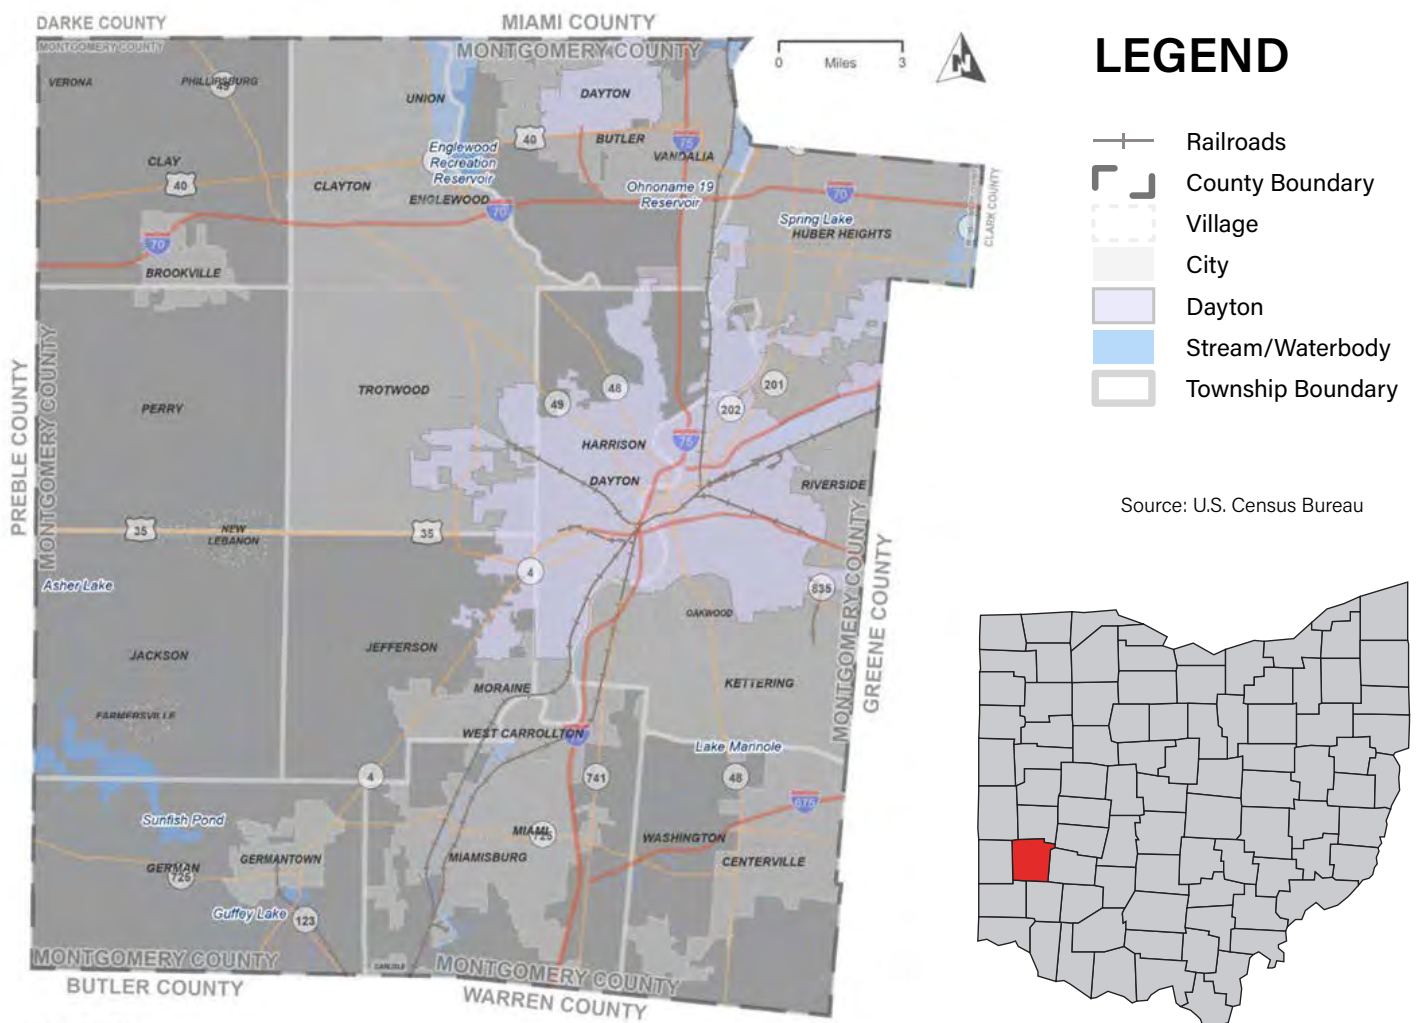 DARKE COUNTY
MIAMI COUNTY
MONTGOMERY COUNTY
MONTGOMERY COUNTY
0 Miles 3
N
VERONA
PHILLIPSBURG
49
UNION
DAYTON
40
BUTLER
75
VANDALIA
Englewood
Recreation
Reservoir
CLAY
40
CLAYTON
ENGLEWOOD
70
Ohnoname 19
Reservoir
70
CLARK COUNTY
Spring Lake
HUBER HEIGHTS
70
BROOKVILLE
PREBLE COUNTY
MONTGOMERY COUNTY
PERRY
TROTWOOD
49
48
201
202
75
HARRISON
DAYTON
RIVERSIDE
35
NEW
LEBANON
35
4
Asher Lake
835
OAKWOOD
MONTGOMERY COUNTY
GREENE COUNTY
JACKSON
JEFFERSON
FARMERSVILLE
MORAINE
KETTERING
WEST CARROLLTON
Lake Marinole
4
741
48
675
Sunfish Pond
MIAMI
725
WASHINGTON
GERMAN
725
GERMANTOWN
MIAMISBURG
CENTERVILLE
Guffey Lake
123
CARLISLE
MONTGOMERY COUNTY
MONTGOMERY COUNTY
BUTLER COUNTY
WARREN COUNTY
LEGEND
Railroads
County Boundary
Village
City
Dayton
Stream/Waterbody
Township Boundary
Source: U.S. Census Bureau